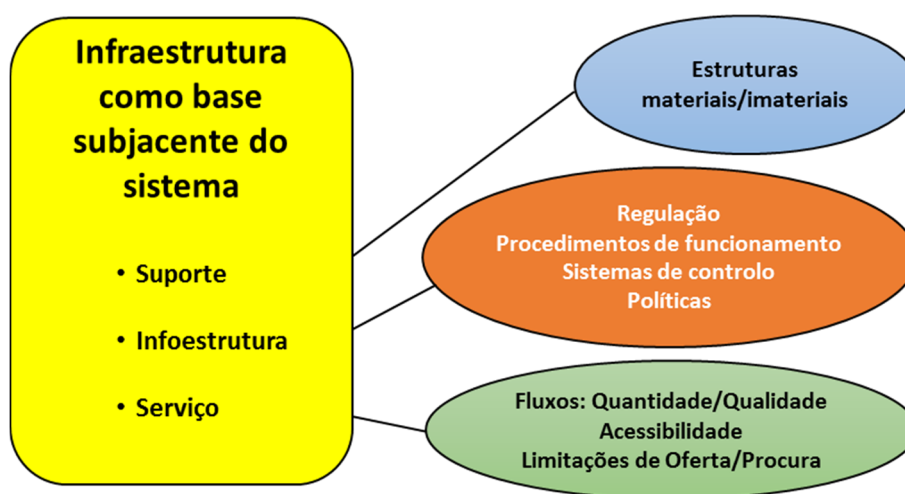 Infraestrutura
como base
subjacente do
sistema
• Suporte
• Infoestrutura
• Serviço
Estruturas
materiais/imateriais
Regulação
Procedimentos de funcionamento
Sistemas de controlo
Políticas
Fluxos: Quantidade/Qualidade
Acessibilidade
Limitações de Oferta/Procura